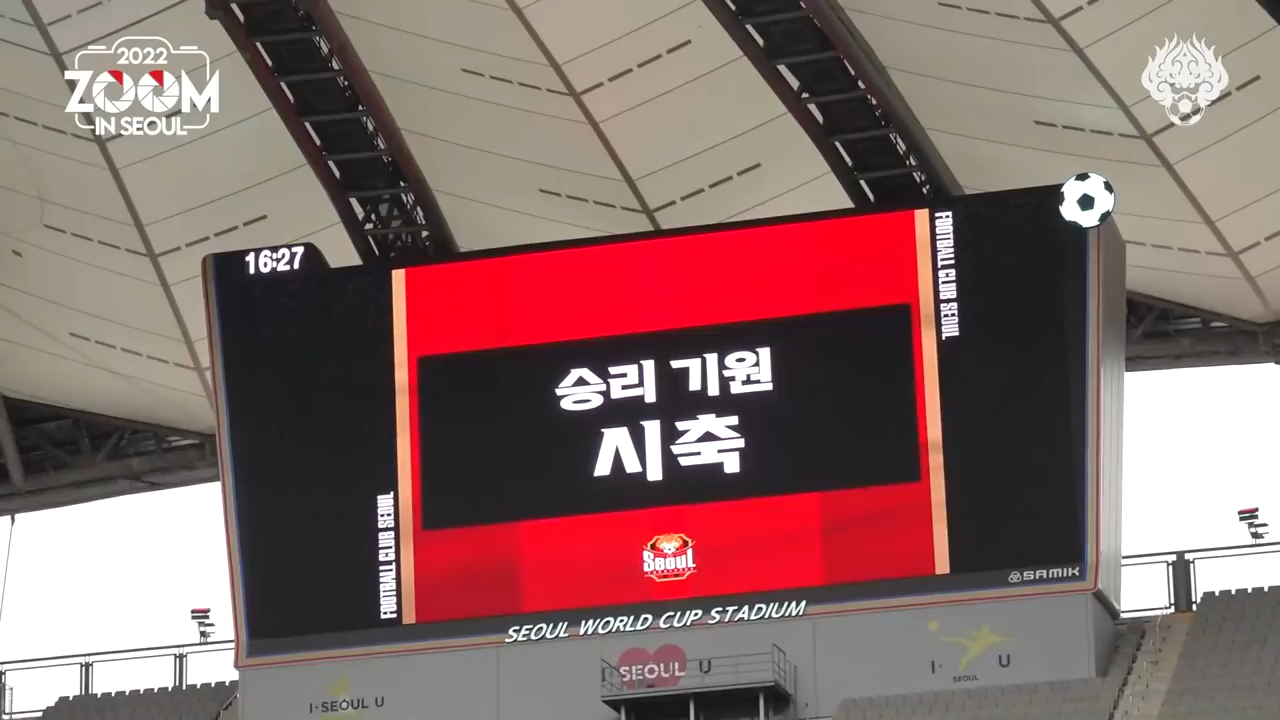 2022
ZOOM
IN SEOUL
16:27
FOOTBALL CLUB SEOUL
승리 기원
시축
FOOTBALL CLUB SEOUL
SEOUL
SAMIK
SEOUL WORLD CUP STADIUM
I·SEOUL U
I SEOUL U
I· U
SEOUL